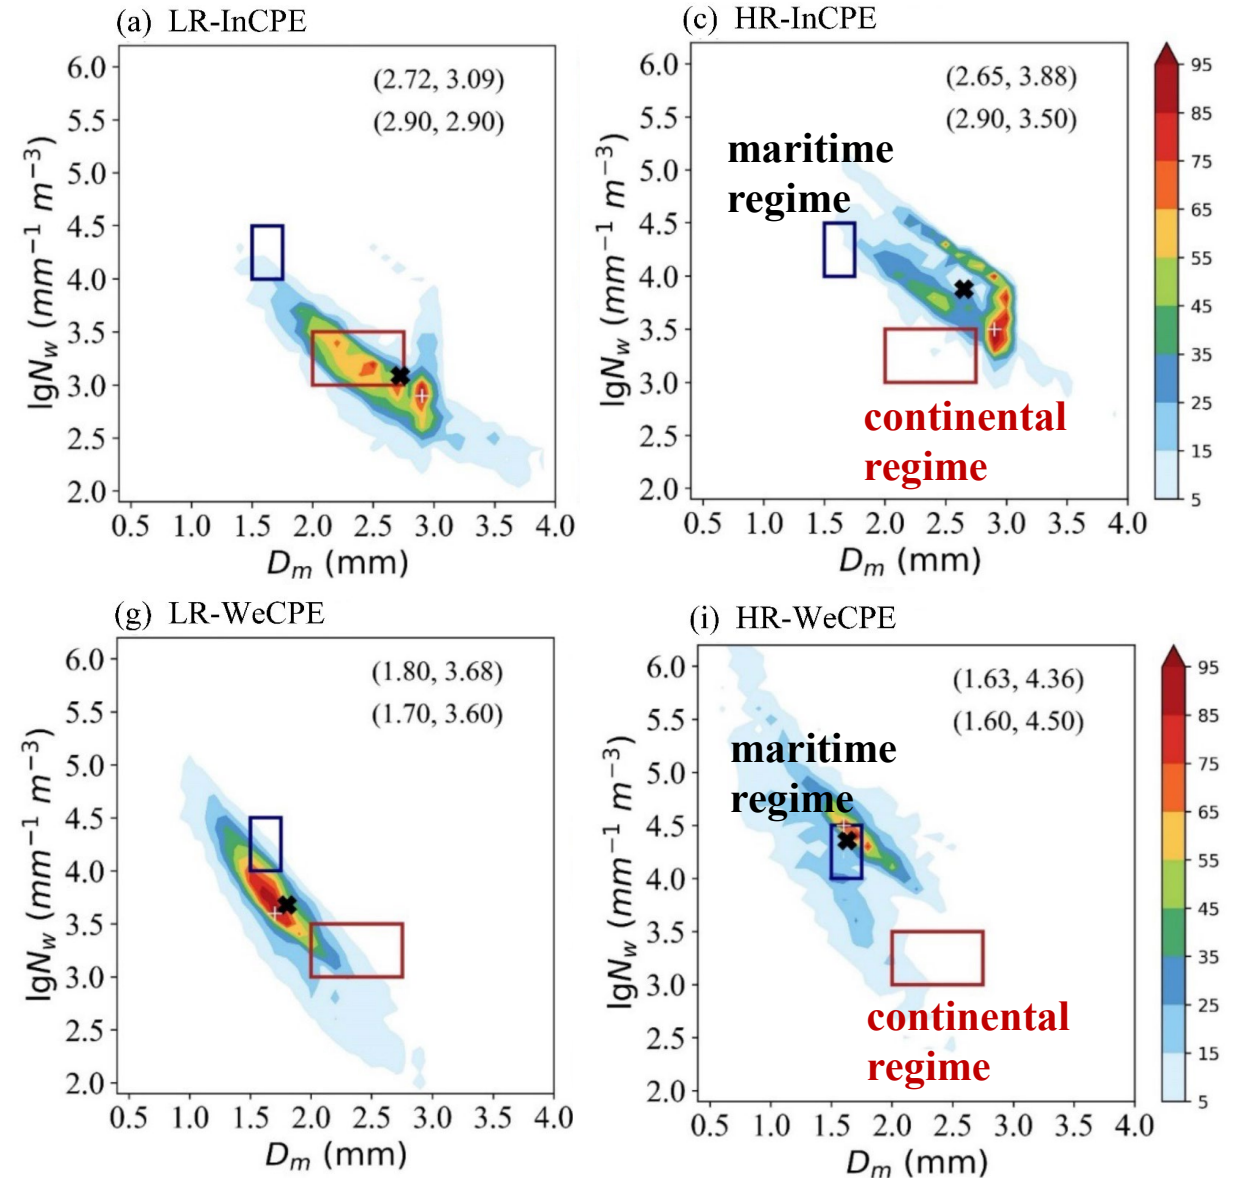 (a) LR-InCPE
(2.72, 3.09)
(2.90, 2.90)
6.0
5.5
5.0
4.5
4.0
3.5
3.0
2.5
2.0
lgN_w (mm⁻¹ m⁻³)
0.5 1.0 1.5 2.0 2.5 3.0 3.5 4.0
D_m (mm)
(c) HR-InCPE
(2.65, 3.88)
(2.90, 3.50)
maritime
regime
continental
regime
6.0
5.5
5.0
4.5
4.0
3.5
3.0
2.5
2.0
lgN_w (mm⁻¹ m⁻³)
0.5 1.0 1.5 2.0 2.5 3.0 3.5 4.0
D_m (mm)
95
85
75
65
55
45
35
25
15
5
(g) LR-WeCPE
(1.80, 3.68)
(1.70, 3.60)
6.0
5.5
5.0
4.5
4.0
3.5
3.0
2.5
2.0
lgN_w (mm⁻¹ m⁻³)
0.5 1.0 1.5 2.0 2.5 3.0 3.5 4.0
D_m (mm)
(i) HR-WeCPE
(1.63, 4.36)
(1.60, 4.50)
maritime
regime
continental
regime
6.0
5.5
5.0
4.5
4.0
3.5
3.0
2.5
2.0
lgN_w (mm⁻¹ m⁻³)
0.5 1.0 1.5 2.0 2.5 3.0 3.5 4.0
D_m (mm)
95
85
75
65
55
45
35
25
15
5